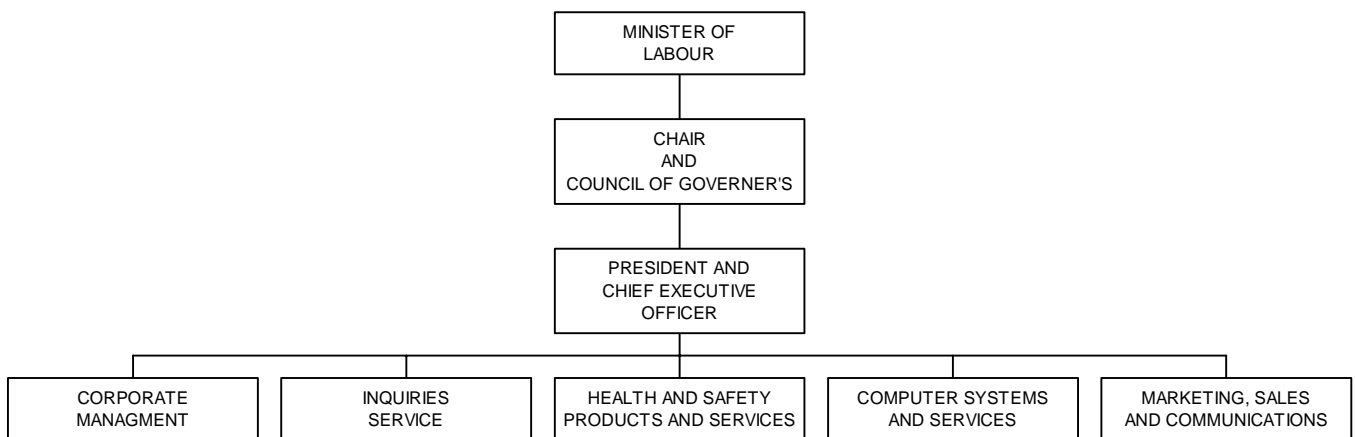 MINISTER OF
LABOUR
CHAIR
AND
COUNCIL OF GOVERNER'S
PRESIDENT AND
CHIEF EXECUTIVE
OFFICER
CORPORATE
MANAGMENT
INQUIRIES
SERVICE
HEALTH AND SAFETY
PRODUCTS AND SERVICES
COMPUTER SYSTEMS
AND SERVICES
MARKETING, SALES
AND COMMUNICATIONS